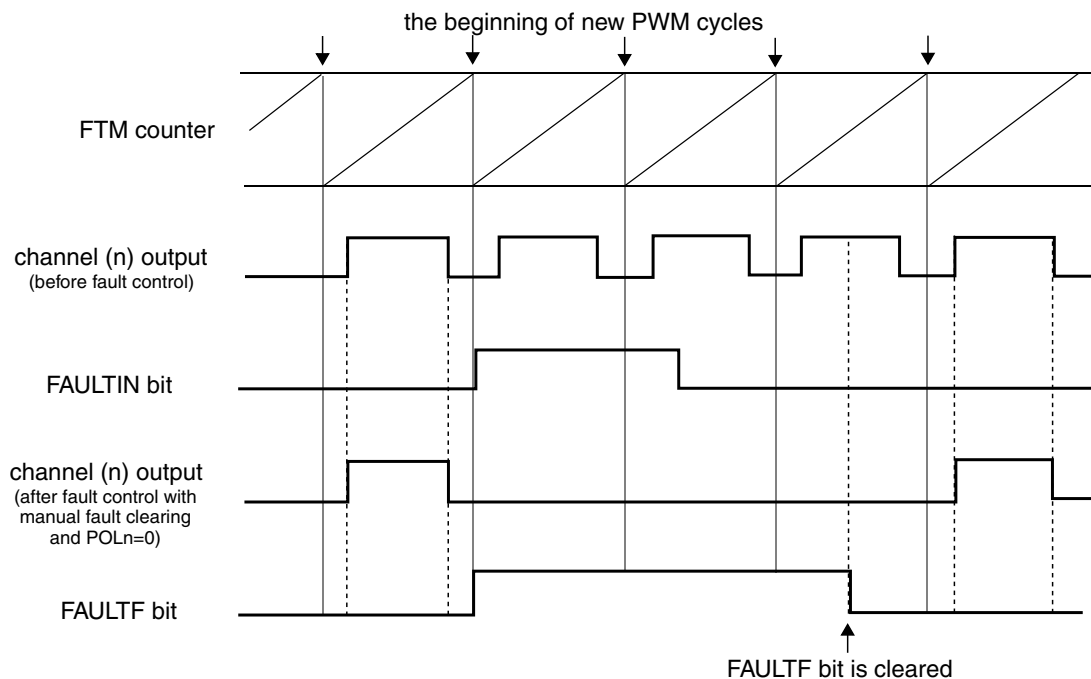 the beginning of new PWM cycles
FTM counter
channel (n) output
(before fault control)
FAULTIN bit
channel (n) output
(after fault control with
manual fault clearing
and POLn=0)
FAULTF bit
FAULTF bit is cleared